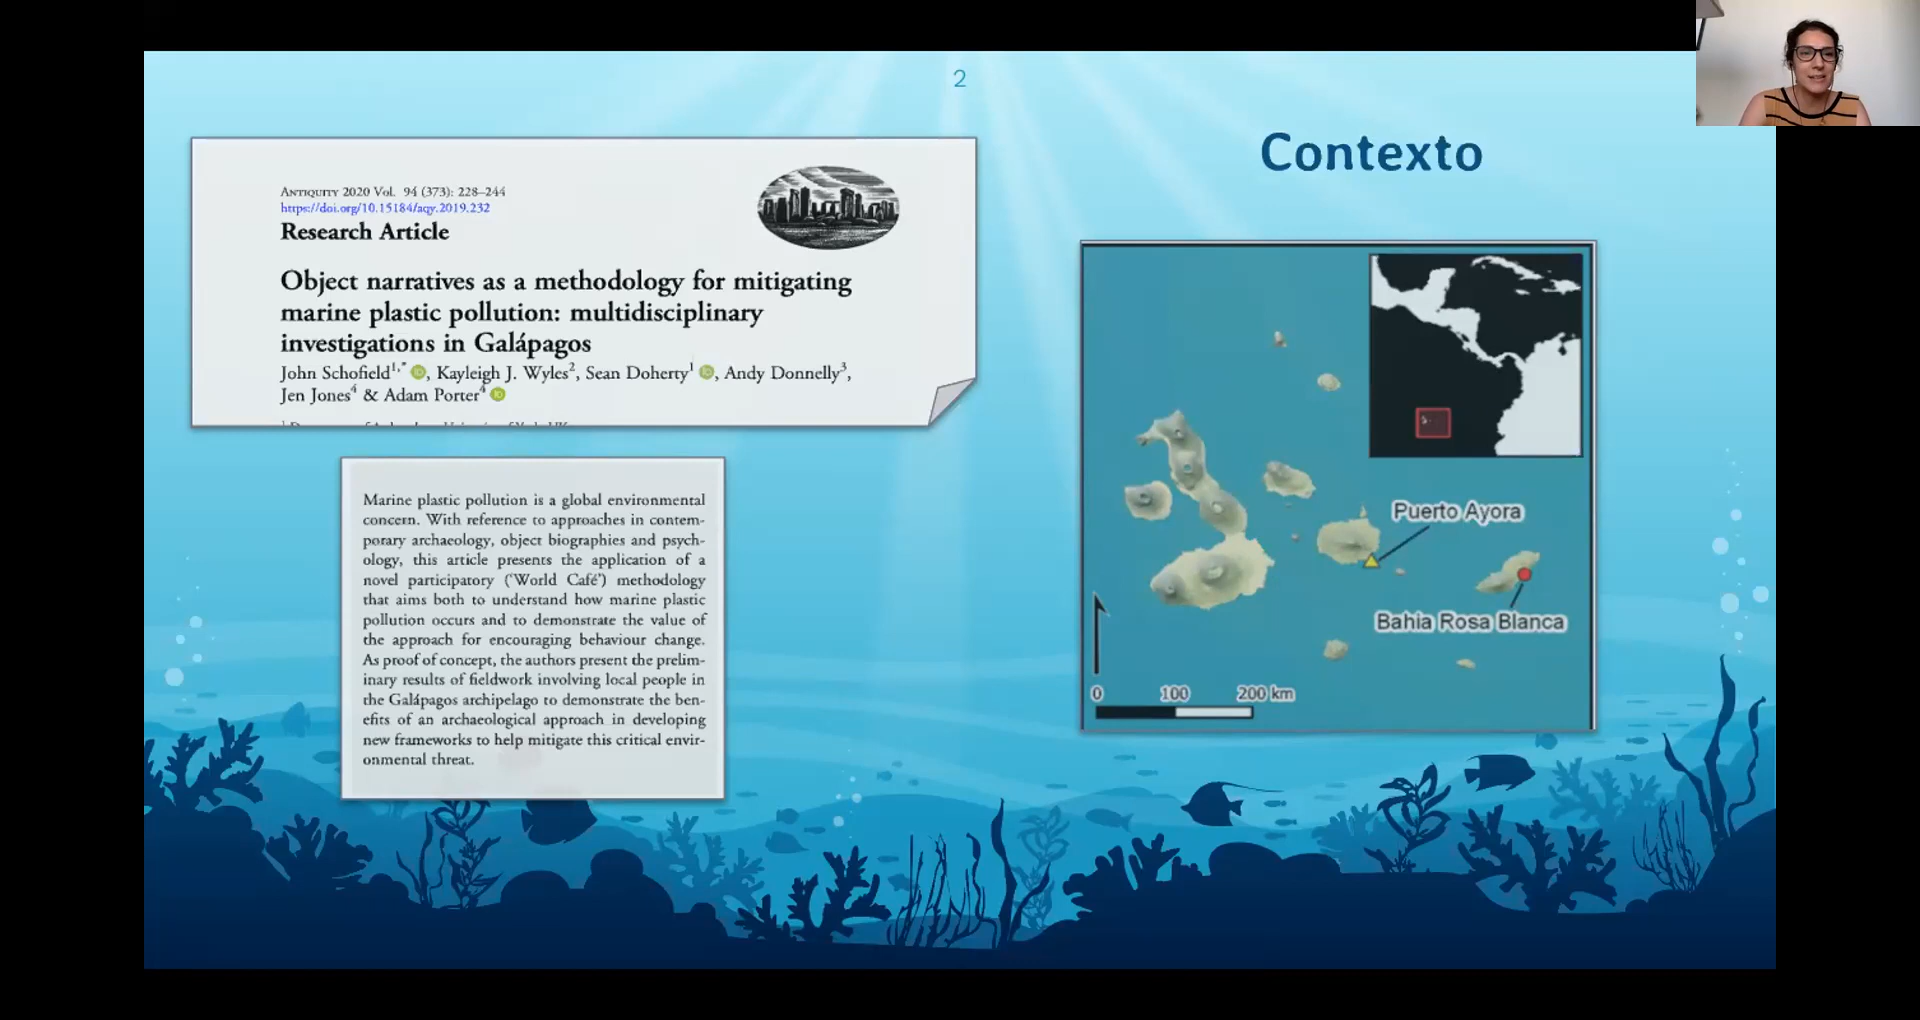 2
ANTIQUITY 2020 Vol. 94 (373): 228–244
https://doi.org/10.15184/aqy.2019.232
Research Article
Object narratives as a methodology for mitigating
marine plastic pollution: multidisciplinary
investigations in Galápagos
John Schofield1,*, Kayleigh J. Wyles2, Sean Doherty1, Andy Donnelly3,
Jen Jones4 & Adam Porter4
Marine plastic pollution is a global environmental
concern. With reference to approaches in contem-
porary archaeology, object biographies and psych-
ology, this article presents the application of a
novel participatory (‘World Café’) methodology
that aims both to understand how marine plastic
pollution occurs and to demonstrate the value of
the approach for encouraging behaviour change.
As proof of concept, the authors present the prelim-
inary results of fieldwork involving local people in
the Galápagos archipelago to demonstrate the ben-
efits of an archaeological approach in developing
new frameworks to help mitigate this critical envir-
onmental threat.
Contexto
Puerto Ayora
Bahia Rosa Blanca
0 100 200 km